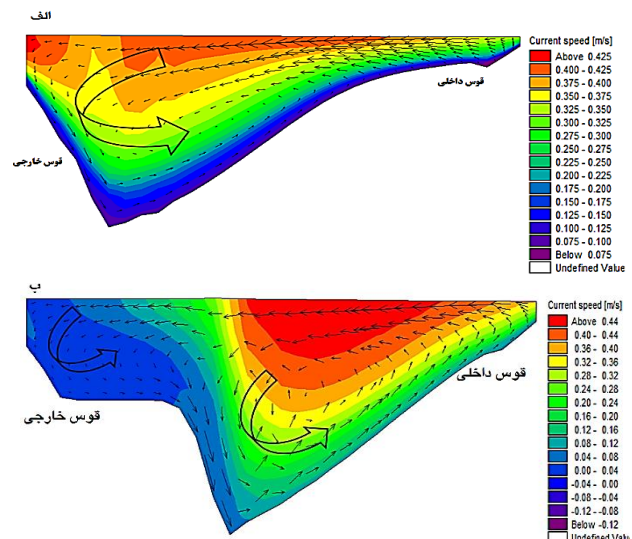 الف
Current speed [m/s]
Above 0.425
0.400 - 0.425
0.375 - 0.400
0.350 - 0.375
0.325 - 0.350
0.300 - 0.325
0.275 - 0.300
0.250 - 0.275
0.225 - 0.250
0.200 - 0.225
0.175 - 0.200
0.150 - 0.175
0.125 - 0.150
0.100 - 0.125
0.075 - 0.100
Below 0.075
Undefined Value
قوس داخلی
قوس خارجی
ب
Current speed [m/s]
Above 0.44
0.40 - 0.44
0.36 - 0.40
0.32 - 0.36
0.28 - 0.32
0.24 - 0.28
0.20 - 0.24
0.16 - 0.20
0.12 - 0.16
0.08 - 0.12
0.04 - 0.08
0.00 - 0.04
-0.04 - 0.00
-0.08 - -0.04
-0.12 - -0.08
Below -0.12
Undefined Value
قوس داخلی
قوس خارجی